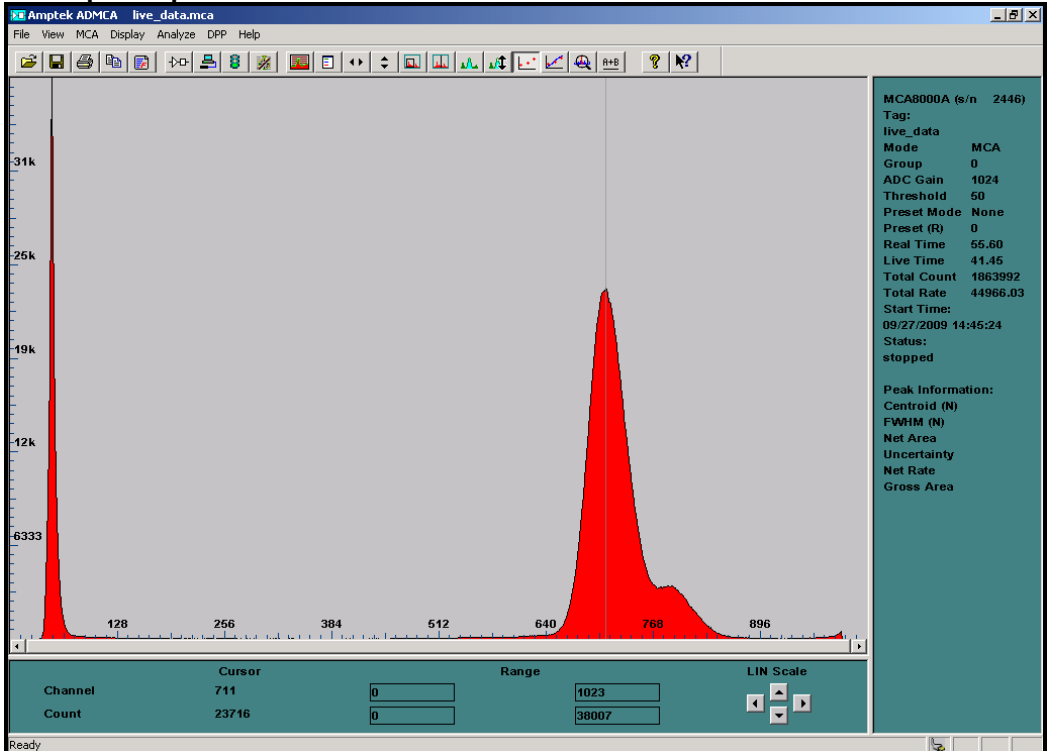 Amptek ADMCA live_data.mca
File View MCA Display Analyze DPP Help
A+B
31k
25k
19k
12k
6333
128 256 384 512 640 768 896
MCA8000A (s/n 2446)
Tag:
live_data
Mode MCA
Group 0
ADC Gain 1024
Threshold 50
Preset Mode None
Preset (R) 0
Real Time 55.60
Live Time 41.45
Total Count 1863992
Total Rate 44966.03
Start Time:
09/27/2009 14:45:24
Status:
stopped
Peak Information:
Centroid (N)
FWHM (N)
Net Area
Uncertainty
Net Rate
Gross Area
Cursor Range LIN Scale
Channel 711 0 1023
Count 23716 0 38007
Ready